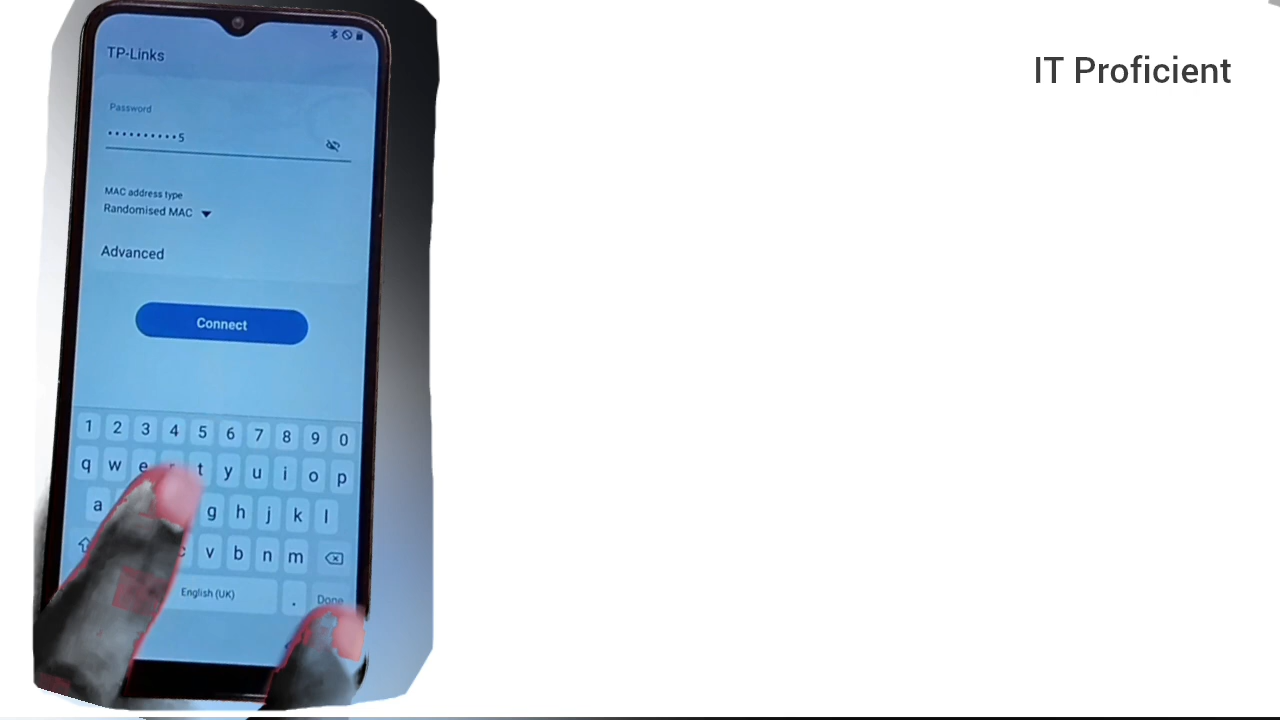 TP-Links
IT Proficient
Password
••••••••••5
MAC address type
Randomised MAC
Advanced
Connect
1 2 3 4 5 6 7 8 9 0
q w e t y u i o p
a g h j k l
c v b n m
English (UK) . Done